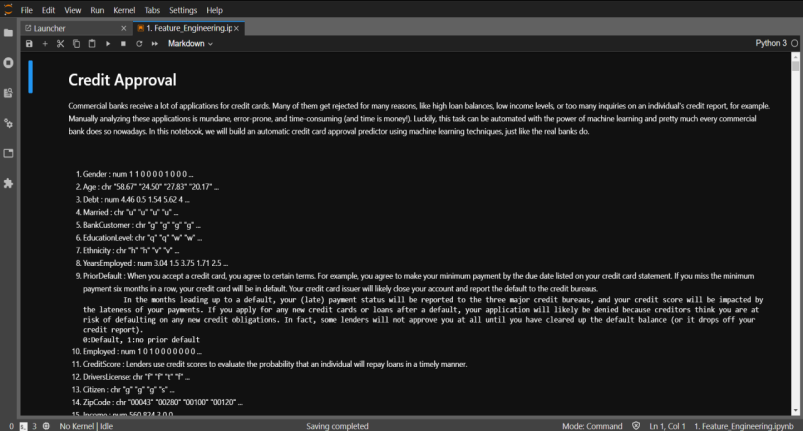 File Edit View Run Kernel Tabs Settings Help
Launcher × 1. Feature_Engineering.ip ×
Markdown Python 3
Credit Approval
Commercial banks receive a lot of applications for credit cards. Many of them get rejected for many reasons, like high loan balances, low income levels, or too many inquiries on an individual's credit report, for example.
Manually analyzing these applications is mundane, error-prone, and time-consuming (and time is money!). Luckily, this task can be automated with the power of machine learning and pretty much every commercial
bank does so nowadays. In this notebook, we will build an automatic credit card approval predictor using machine learning techniques, just like the real banks do.
1. Gender : num 1 1 0 0 0 0 1 0 0 0 ...
2. Age : chr "58.67" "24.50" "27.83" "20.17" ...
3. Debt : num 4.46 0.5 1.54 5.62 4 ...
4. Married : chr "u" "u" "u" "u" ...
5. BankCustomer : chr "g" "g" "g" "g" ...
6. EducationLevel: chr "q" "q" "w" "w" ...
7. Ethnicity : chr "h" "h" "v" "v" ...
8. YearsEmployed : num 3.04 1.5 3.75 1.71 2.5 ...
9. PriorDefault : When you accept a credit card, you agree to certain terms. For example, you agree to make your minimum payment by the due date listed on your credit card statement. If you miss the minimum
payment six months in a row, your credit card will be in default. Your credit card issuer will likely close your account and report the default to the credit bureaus.
In the months leading up to a default, your (late) payment status will be reported to the three major credit bureaus, and your credit score will be impacted by
the lateness of your payments. If you apply for any new credit cards or loans after a default, your application will likely be denied because creditors think you are at
risk of defaulting on any new credit obligations. In fact, some lenders will not approve you at all until you have cleared up the default balance (or it drops off your
credit report).
0:Default, 1:no prior default
10. Employed : num 1 0 1 0 0 0 0 0 0 0 ...
11. CreditScore : Lenders use credit scores to evaluate the probability that an individual will repay loans in a timely manner.
12. DriversLicense: chr "f" "f" "t" "f" ...
13. Citizen : chr "g" "g" "g" "s" ...
14. ZipCode : chr "00043" "00280" "00100" "00120" ...
15. Income : num 560 824 3 0 0
0 3 No Kernel | Idle Saving completed Mode: Command Ln 1, Col 1 1. Feature_Engineering.ipynb